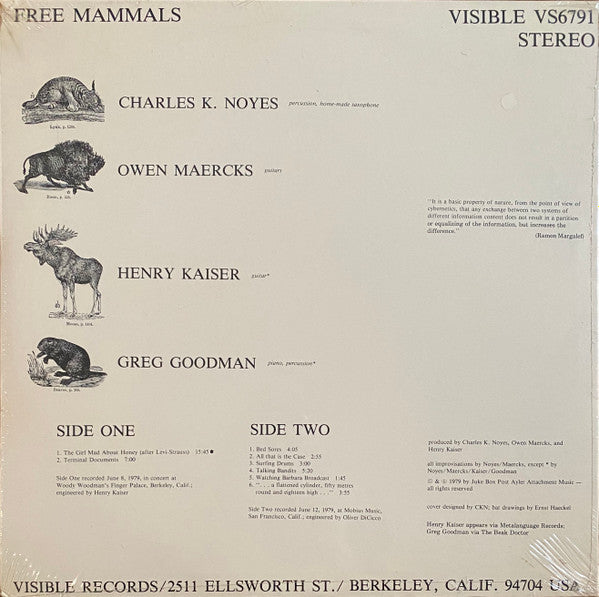 FREE MAMMALS
VISIBLE VS6791
STEREO
CHARLES K. NOYES percussion, home-made saxophone
OWEN MAERCKS guitars
"It is a basic property of nature, from the point of view of
cybernetics, that any exchange between two systems of
different information content does not result in a partition
or equalizing of the information, but increases the
difference."
(Ramon Margalef)
HENRY KAISER guitar*
Moose, p.
GREG GOODMAN piano, percussion*
SIDE ONE
1. The Girl Mad About Honey (after Levi-Strauss) 15:45 ●
2. Terminal Documents 7:00
Side One recorded June 8, 1979, in concert at
Woody Woodman's Finger Palace, Berkeley, Calif.;
engineered by Henry Kaiser
SIDE TWO
1. Bed Sores 4:05
2. All that is the Case 2:55
3. Surfing Drums 3:00
4. Talking Bandits 5:20
5. Watching Barbara Broadcast 1:45
6. ". . . a flattened cylinder, fifty metres
round and eighteen high . . ." 3:55
Side Two recorded June 12, 1979, at Mobius Music,
San Francisco, Calif.; engineered by Oliver DiCicco
produced by Charles K. Noyes, Owen Maercks, and
Henry Kaiser
all improvisations by Noyes/Maercks, except * by
Noyes/Maercks/Kaiser/Goodman
© & ℗ 1979 by Juke Box Post Ayler Attachment Music —
all rights reserved
cover designed by CKN; bat drawings by Ernst Haeckel
Henry Kaiser appears via Metalanguage Records;
Greg Goodman via The Beak Doctor
VISIBLE RECORDS/2511 ELLSWORTH ST./ BERKELEY, CALIF. 94704 USA